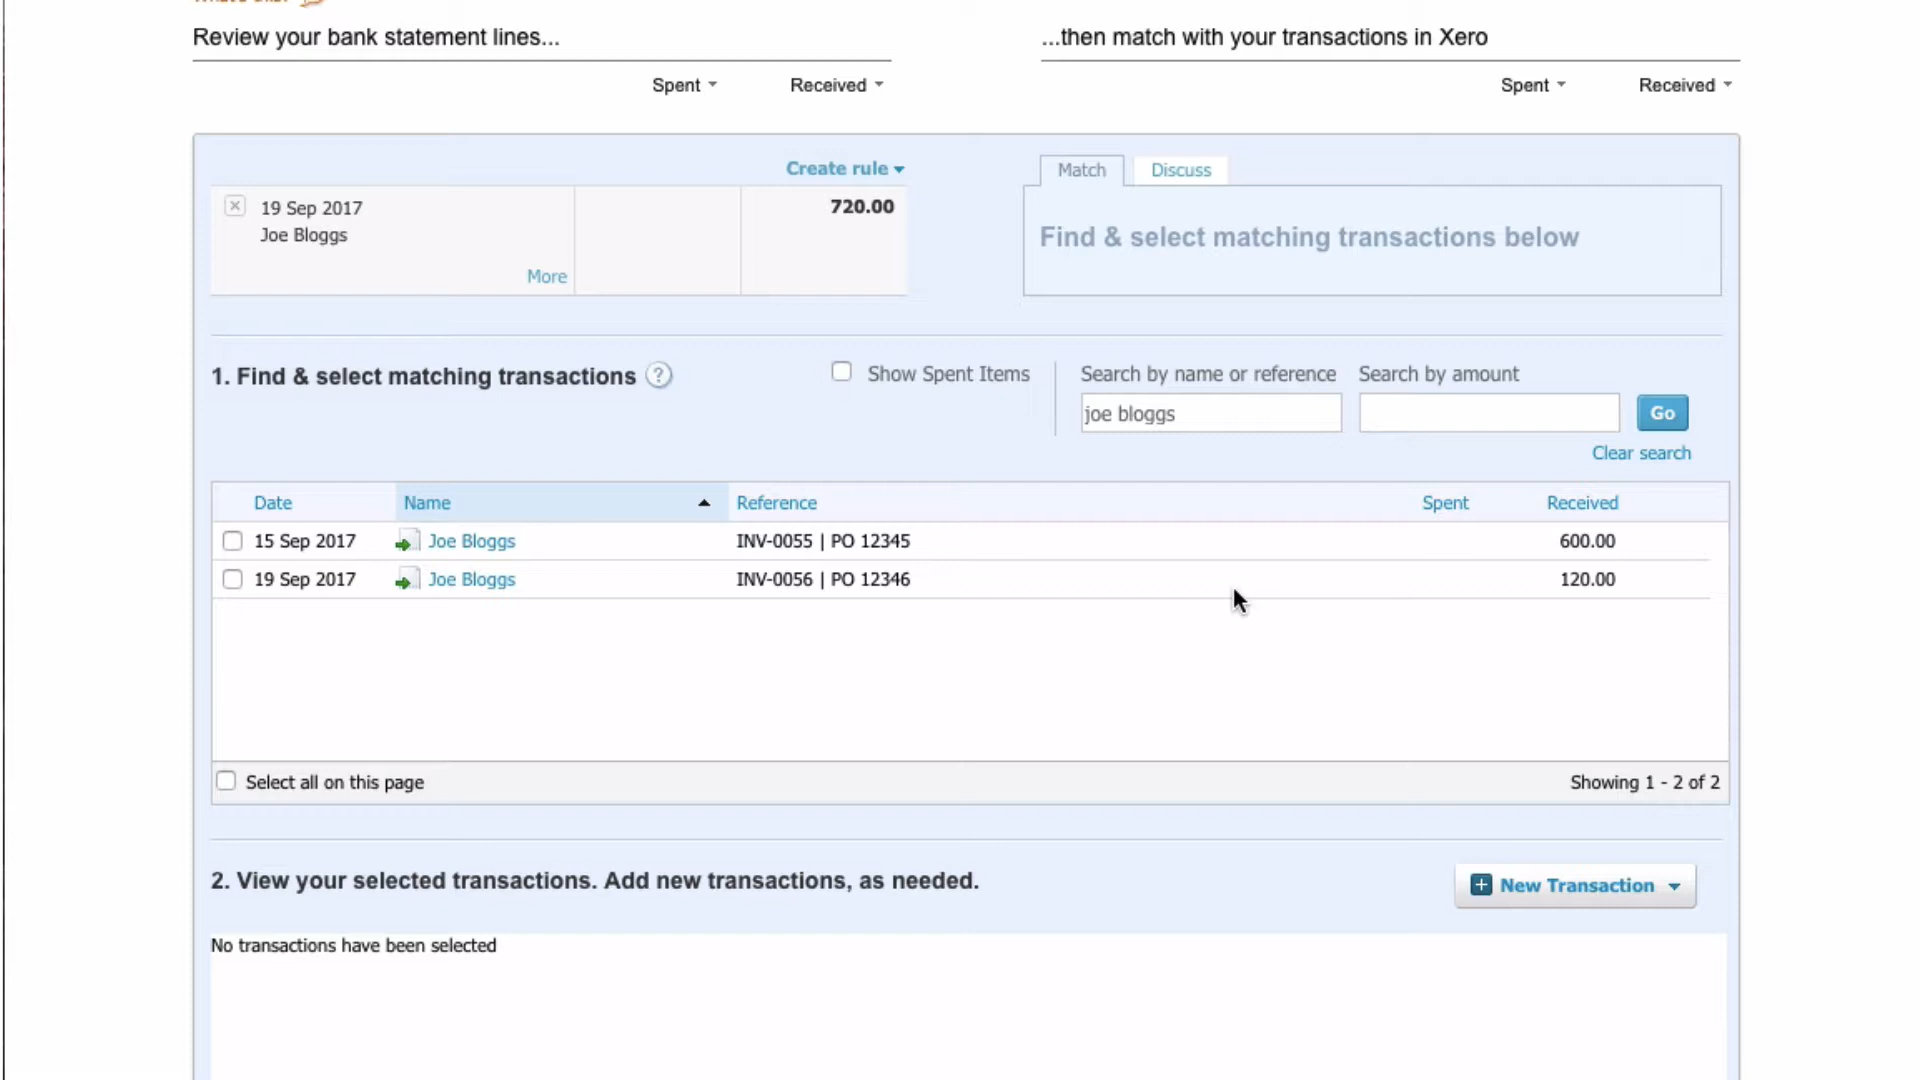 Review your bank statement lines...
...then match with your transactions in Xero
Spent
Received
Spent
Received
Create rule
19 Sep 2017
Joe Bloggs
More
720.00
Match
Discuss
Find & select matching transactions below
1. Find & select matching transactions ?
Show Spent Items
Search by name or reference
Search by amount
joe bloggs
Go
Clear search
Date Name Reference Spent Received
15 Sep 2017 Joe Bloggs INV-0055 | PO 12345 600.00
19 Sep 2017 Joe Bloggs INV-0056 | PO 12346 120.00
Select all on this page
Showing 1 - 2 of 2
2. View your selected transactions. Add new transactions, as needed.
New Transaction
No transactions have been selected